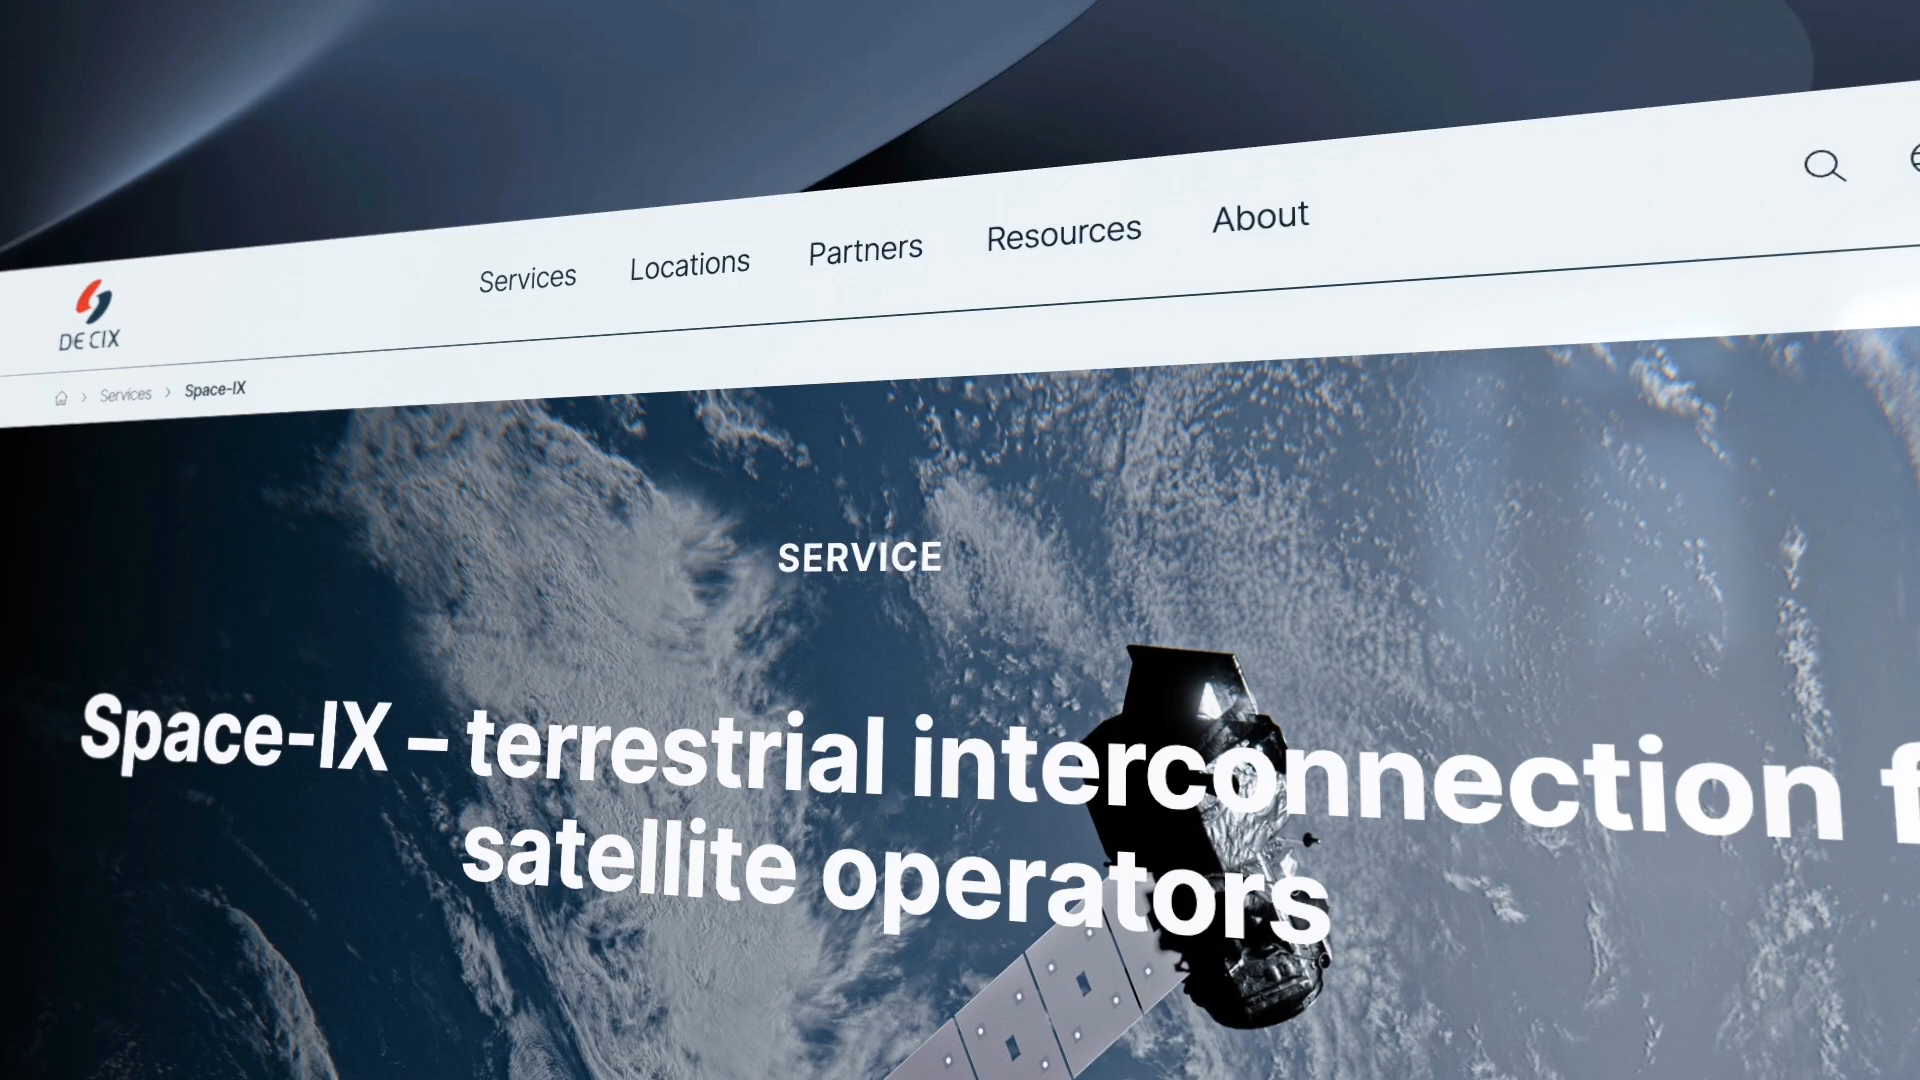 Services Locations Partners Resources About
DE CIX
Services Space-IX
SERVICE
Space-IX – terrestrial interconnection
satellite operators